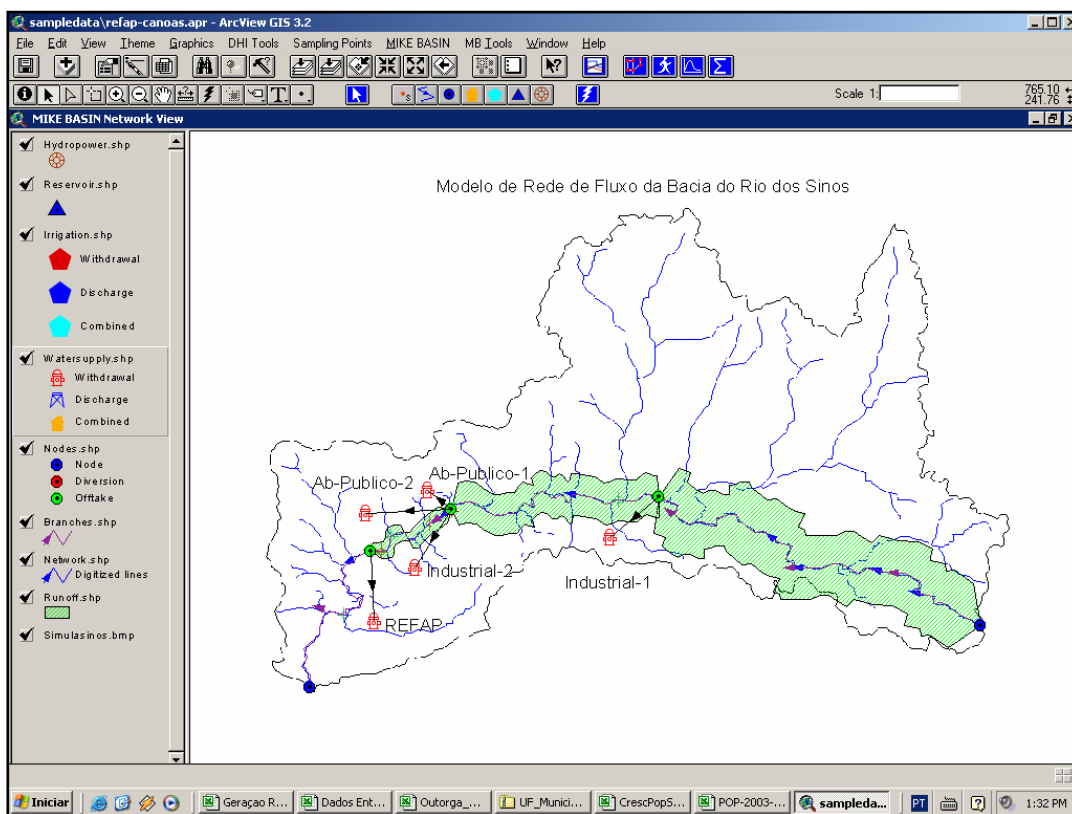 sampledata\refap-canoas.apr - ArcView GIS 3.2
File Edit View Theme Graphics DHI Tools Sampling Points MIKE BASIN MB Tools Window Help
Scale 1:
765.10
241.76
MIKE BASIN Network View
Hydropower.shp
Reservoir.shp
Irrigation.shp
Withdrawal
Discharge
Combined
Watersupply.shp
Withdrawal
Discharge
Combined
Nodes.shp
Node
Diversion
Offtake
Branches.shp
Network.shp
Digitized lines
Runoff.shp
Simulasinos.bmp
Modelo de Rede de Fluxo da Bacia do Rio dos Sinos
Ab-Publico-1
Ab-Publico-2
Industrial-2
Industrial-1
REFAP
Iniciar
Geraçao R...
Dados Ent...
Outorga_...
UF_Munici...
CrescPopS...
POP-2003-...
sampleda...
PT
1:32 PM